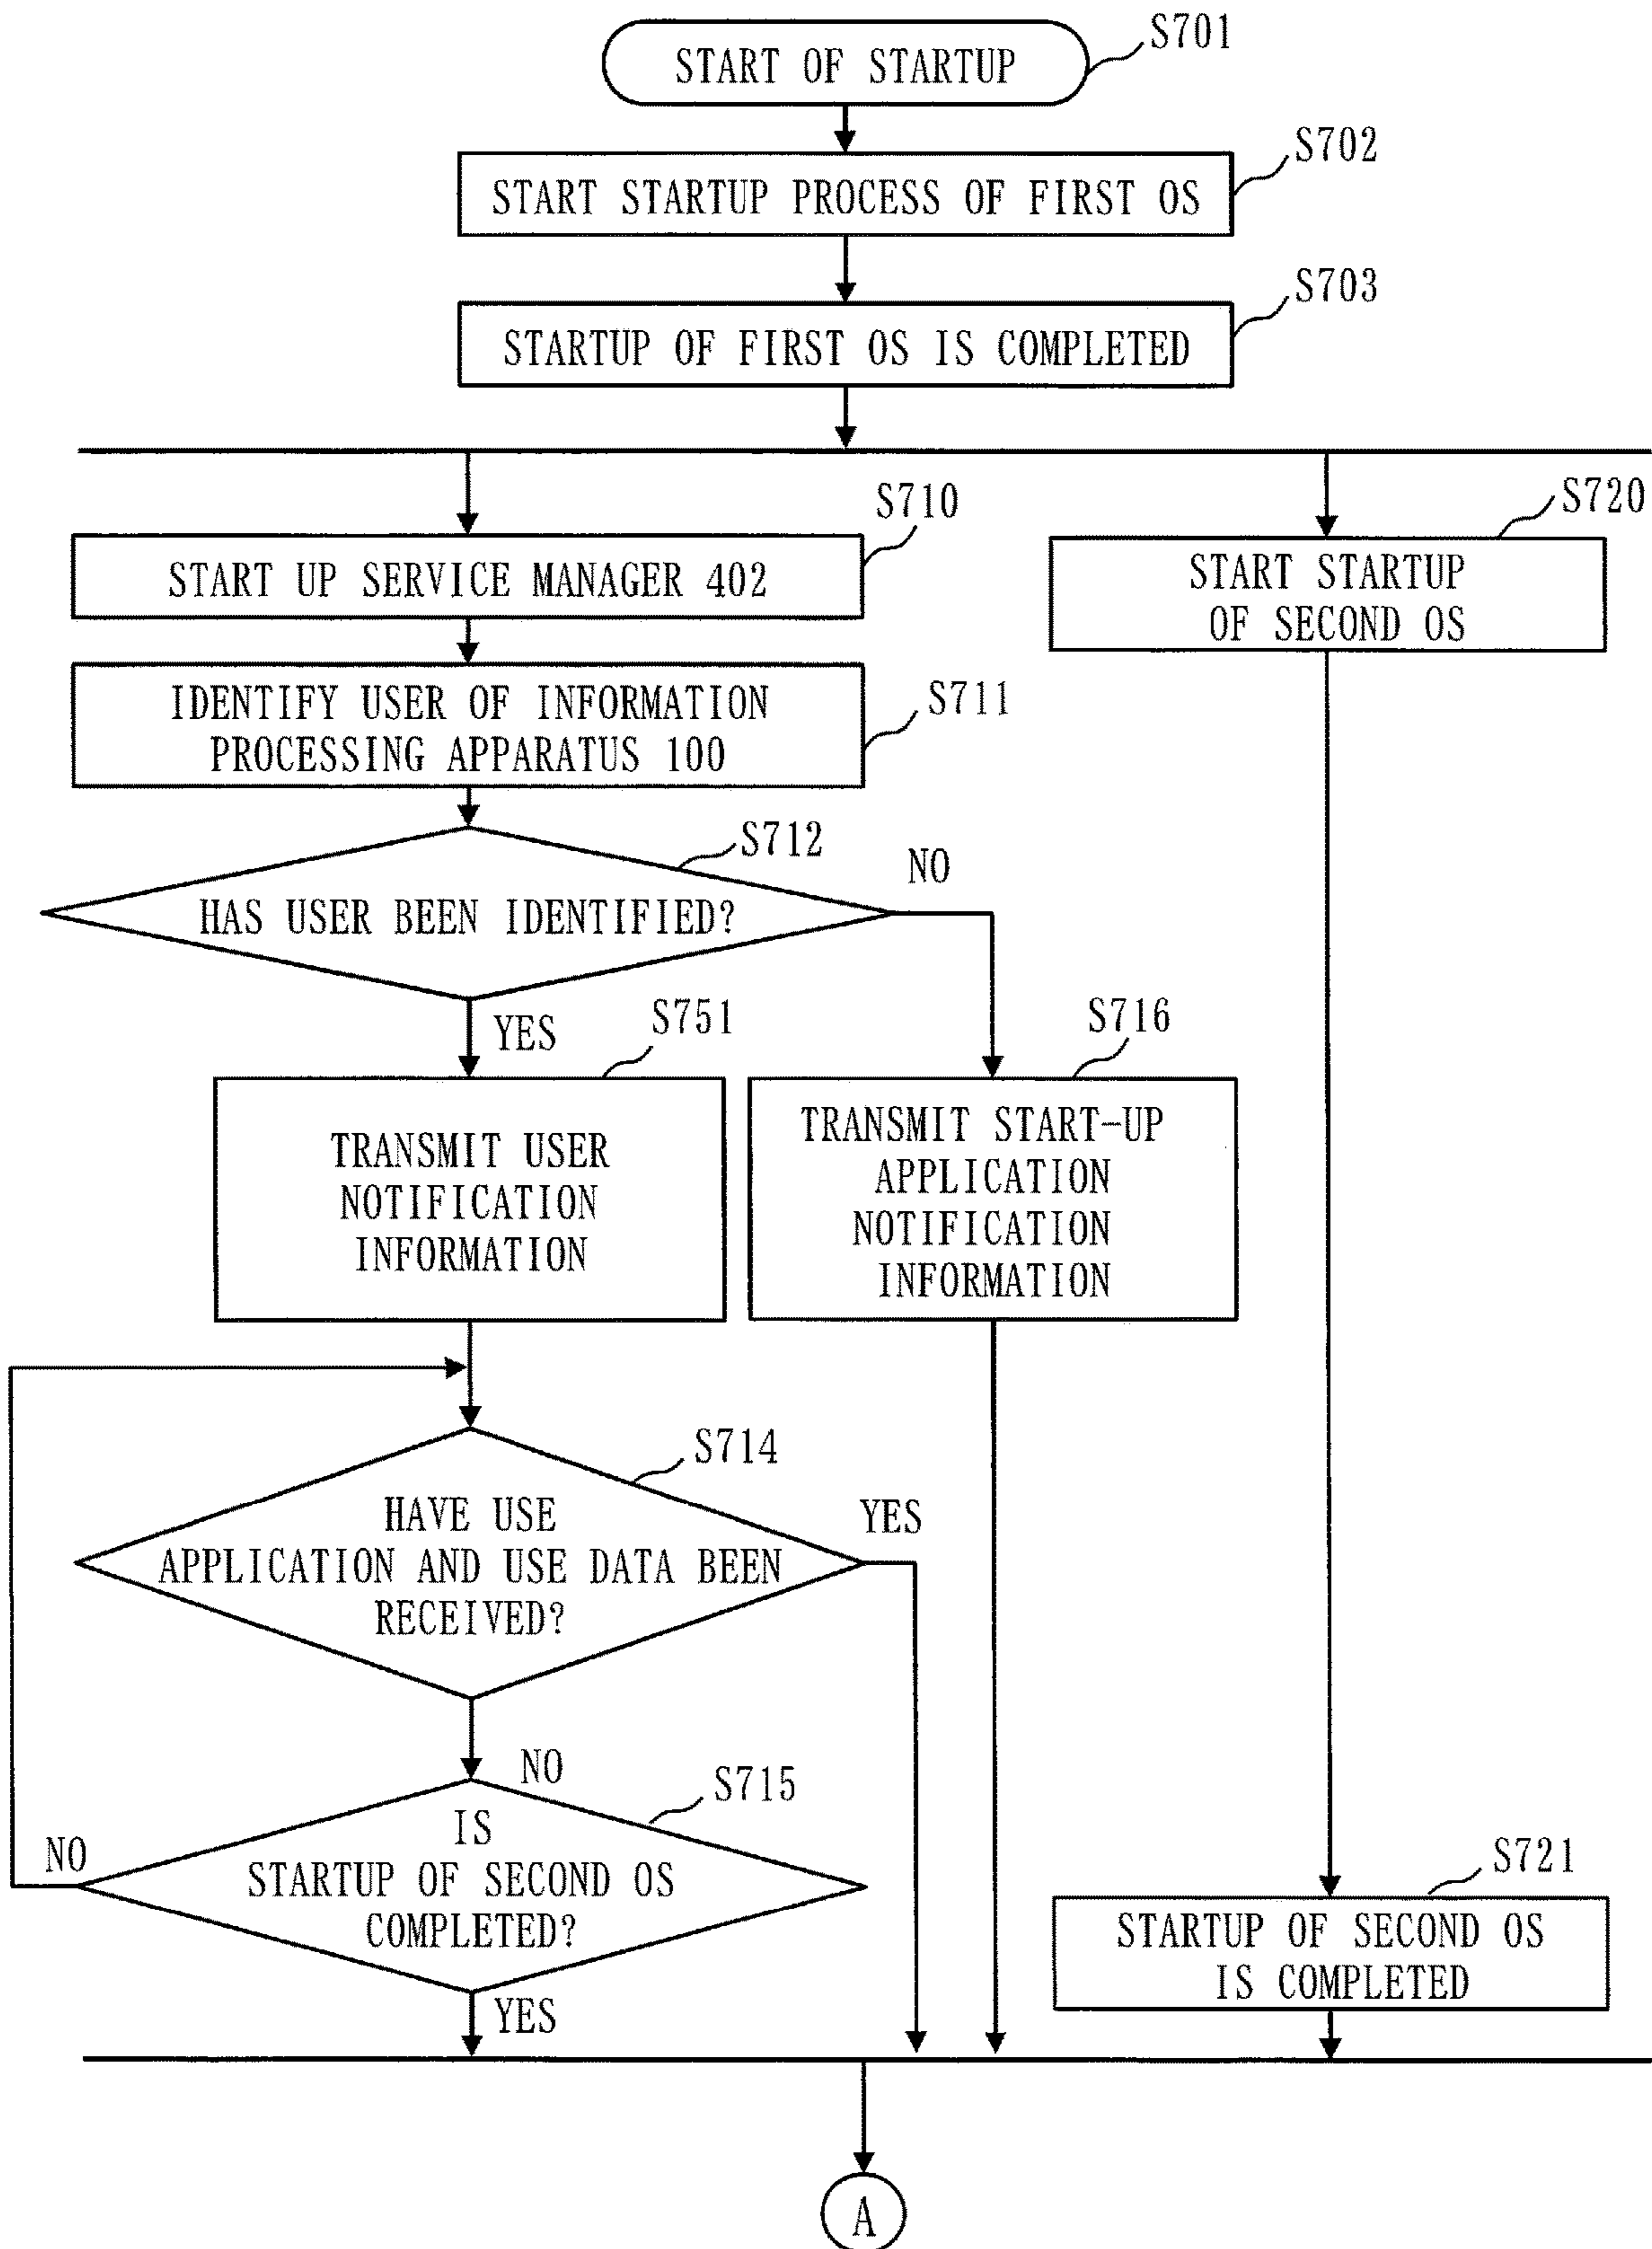 START OF STARTUP
S701
START STARTUP PROCESS OF FIRST OS
S702
STARTUP OF FIRST OS IS COMPLETED
S703
START UP SERVICE MANAGER 402
S710
START STARTUP
OF SECOND OS
S720
IDENTIFY USER OF INFORMATION
PROCESSING APPARATUS 100
S711
HAS USER BEEN IDENTIFIED?
S712
NO
YES
TRANSMIT USER
NOTIFICATION
INFORMATION
S751
TRANSMIT START-UP
APPLICATION
NOTIFICATION
INFORMATION
S716
HAVE USE
APPLICATION AND USE DATA BEEN
RECEIVED?
S714
YES
NO
IS
STARTUP OF SECOND OS
COMPLETED?
S715
NO
YES
STARTUP OF SECOND OS
IS COMPLETED
S721
A